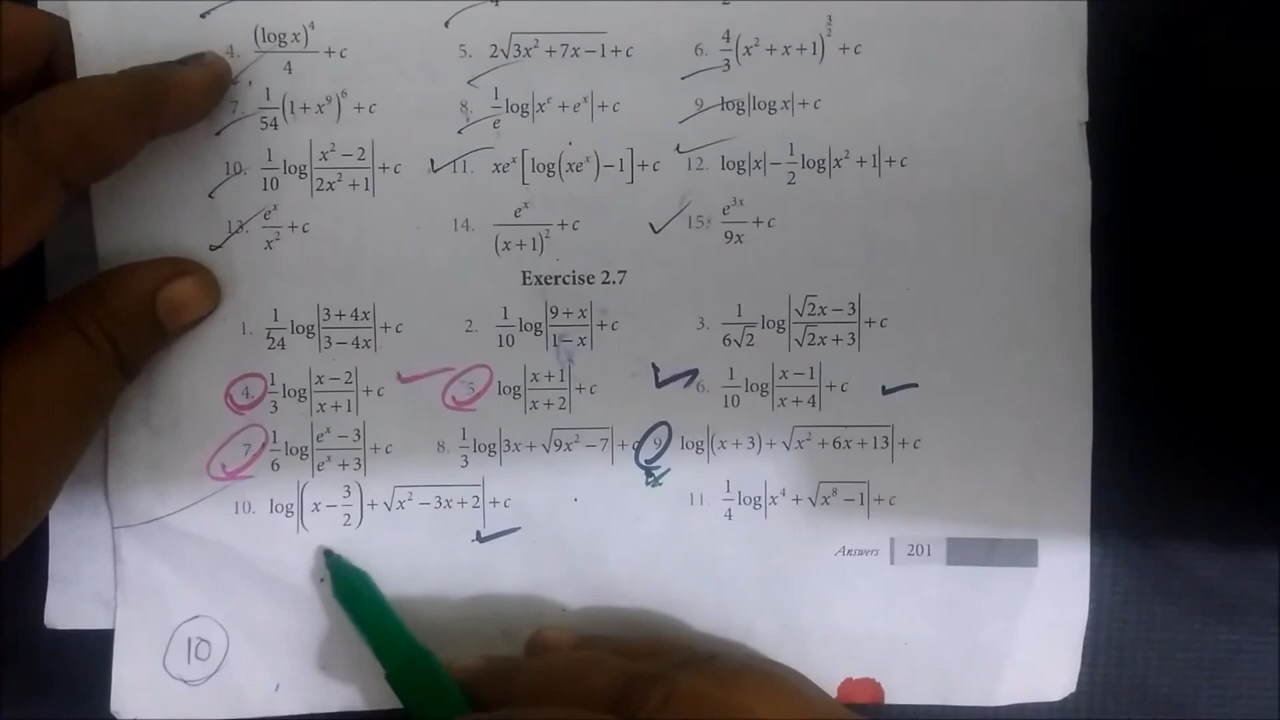 4. (log x)^4/4 + c 5. 2√(3x² + 7x − 1) + c 6. 4/3 (x² + x + 1)^(3/2) + c
7. 1/54 (1 + x⁹)⁶ + c 8. 1/e log|x^e + e^x| + c 9. log|log x| + c
10. 1/10 log|(x² − 2)/(2x² + 1)| + c 11. xe^x [log(xe^x) − 1] + c 12. log|x| − 1/2 log|x² + 1| + c
13. e^x/x² + c 14. e^x/(x + 1)² + c 15. e^(3x)/9x + c
Exercise 2.7
1. 1/24 log|(3 + 4x)/(3 − 4x)| + c 2. 1/10 log|(9 + x)/(1 − x)| + c 3. 1/(6√2) log|(√2x − 3)/(√2x + 3)| + c
4. 1/3 log|(x − 2)/(x + 1)| + c 5. log|(x + 1)/(x + 2)| + c 6. 1/10 log|(x − 1)/(x + 4)| + c
7. 1/6 log|(e^x − 3)/(e^x + 3)| + c 8. 1/3 log|3x + √(9x² − 7)| + c 9. log|(x + 3) + √(x² + 6x + 13)| + c
10. log|(x − 3/2) + √(x² − 3x + 2)| + c 11. 1/4 log|x⁴ + √(x⁸ − 1)| + c
Answers 201
10